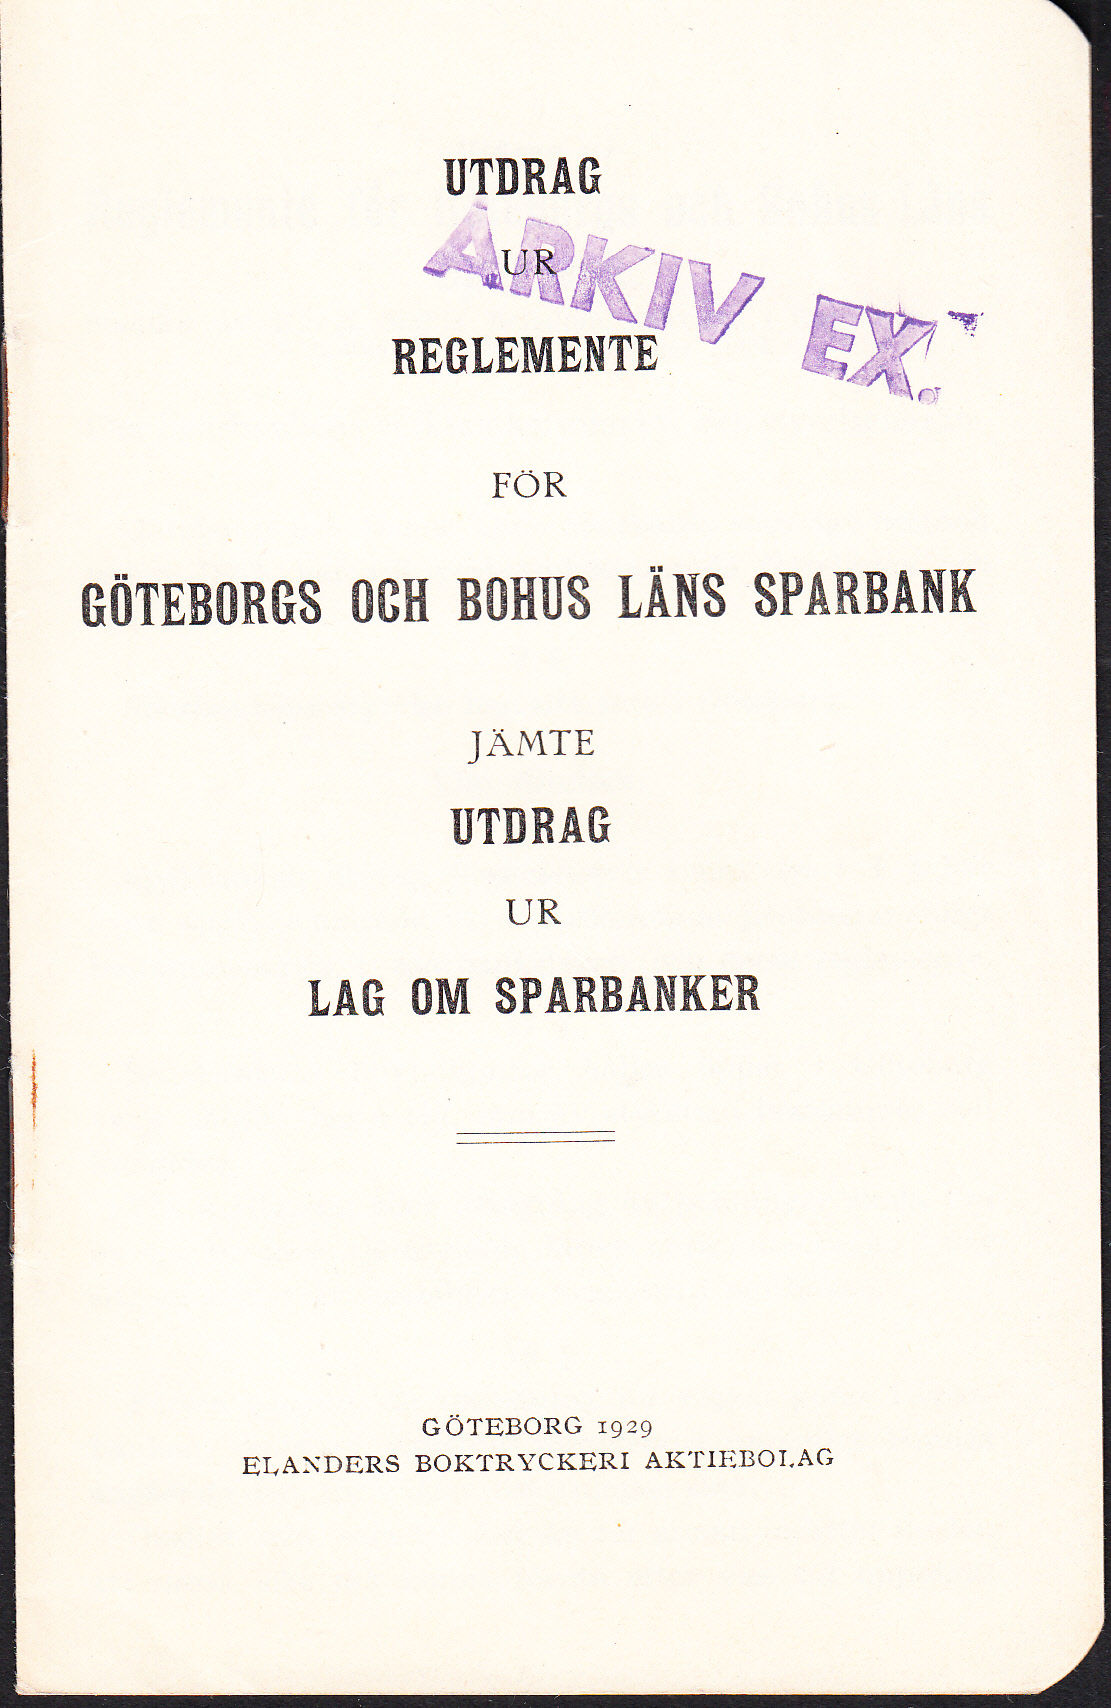 UTDRAG
UR
ARKIV EX.
REGLEMENTE
FÖR
GÖTEBORGS OCH BOHUS LÄNS SPARBANK
JÄMTE
UTDRAG
UR
LAG OM SPARBANKER
GÖTEBORG 1929
ELANDERS BOKTRYCKERI AKTIEBOLAG